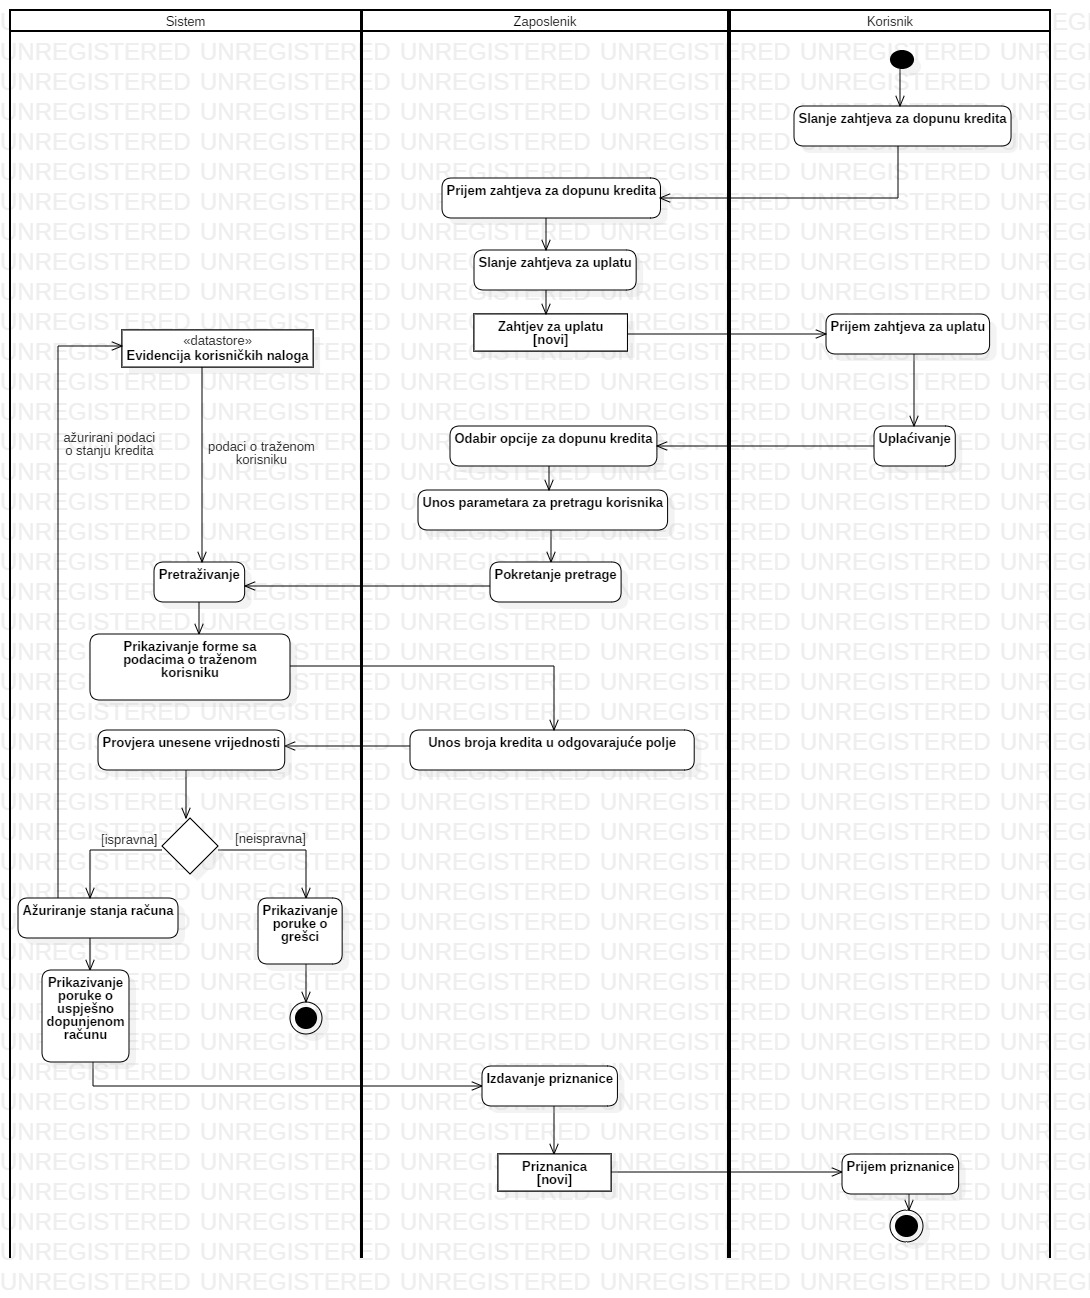 Sistem
Zaposlenik
Korisnik
Slanje zahtjeva za dopunu kredita
Prijem zahtjeva za dopunu kredita
Slanje zahtjeva za uplatu
Zahtjev za uplatu
[novi]
Prijem zahtjeva za uplatu
«datastore»
Evidencija korisničkih naloga
ažurirani podaci
o stanju kredita
podaci o traženom
korisniku
Odabir opcije za dopunu kredita
Uplaćivanje
Unos parametara za pretragu korisnika
Pretraživanje
Pokretanje pretrage
Prikazivanje forme sa
podacima o traženom
korisniku
Provjera unesene vrijednosti
Unos broja kredita u odgovarajuće polje
[ispravna]
[neispravna]
Ažuriranje stanja računa
Prikazivanje
poruke o
grešci
Prikazivanje
poruke o
uspješno
dopunjenom
računu
Izdavanje priznanice
Priznanica
[novi]
Prijem priznanice
UNREGISTERED